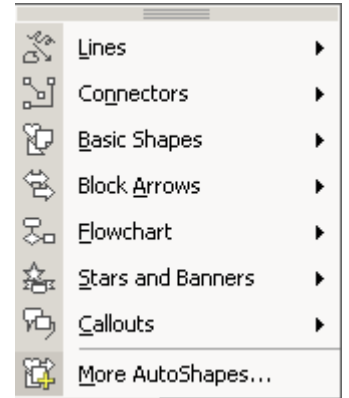 Lines
Connectors
Basic Shapes
Block Arrows
Flowchart
Stars and Banners
Callouts
More AutoShapes...